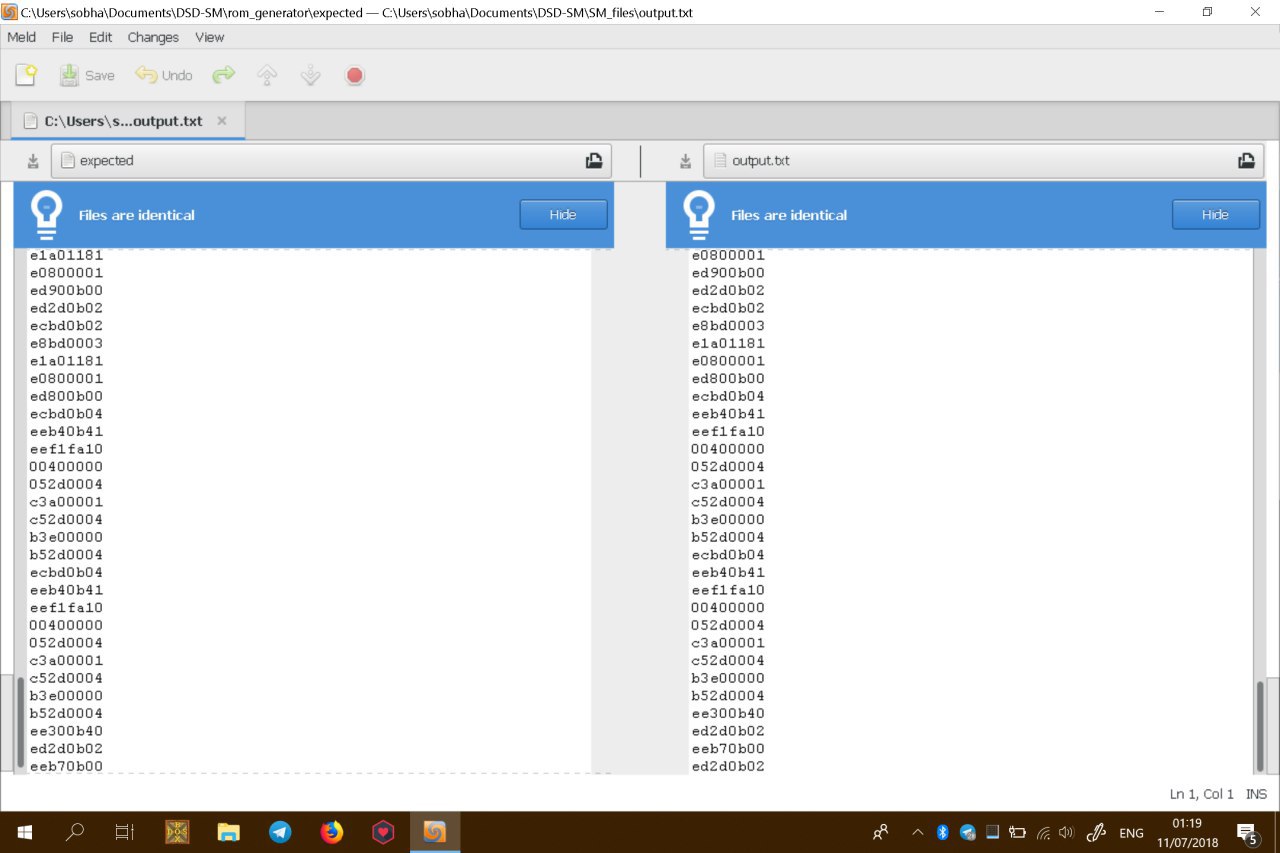 C:\Users\sobha\Documents\DSD-SM\rom_generator\expected — C:\Users\sobha\Documents\DSD-SM\SM_files\output.txt
Meld File Edit Changes View
Save Undo
C:\Users\s...output.txt
expected
Files are identical
Hide
e1a01181
e0800001
ed900b00
ed2d0b02
ecbd0b02
e8bd0003
e1a01181
e0800001
ed800b00
ecbd0b04
eeb40b41
eef1fa10
00400000
052d0004
c3a00001
c52d0004
b3e00000
b52d0004
ecbd0b04
eeb40b41
eef1fa10
00400000
052d0004
c3a00001
c52d0004
b3e00000
b52d0004
ee300b40
ed2d0b02
eeb70b00
output.txt
Files are identical
Hide
e0800001
ed900b00
ed2d0b02
ecbd0b02
e8bd0003
e1a01181
e0800001
ed800b00
ecbd0b04
eeb40b41
eef1fa10
00400000
052d0004
c3a00001
c52d0004
b3e00000
b52d0004
ecbd0b04
eeb40b41
eef1fa10
00400000
052d0004
c3a00001
c52d0004
b3e00000
b52d0004
ee300b40
ed2d0b02
eeb70b00
ed2d0b02
Ln 1, Col 1 INS
ENG
01:19
11/07/2018
5